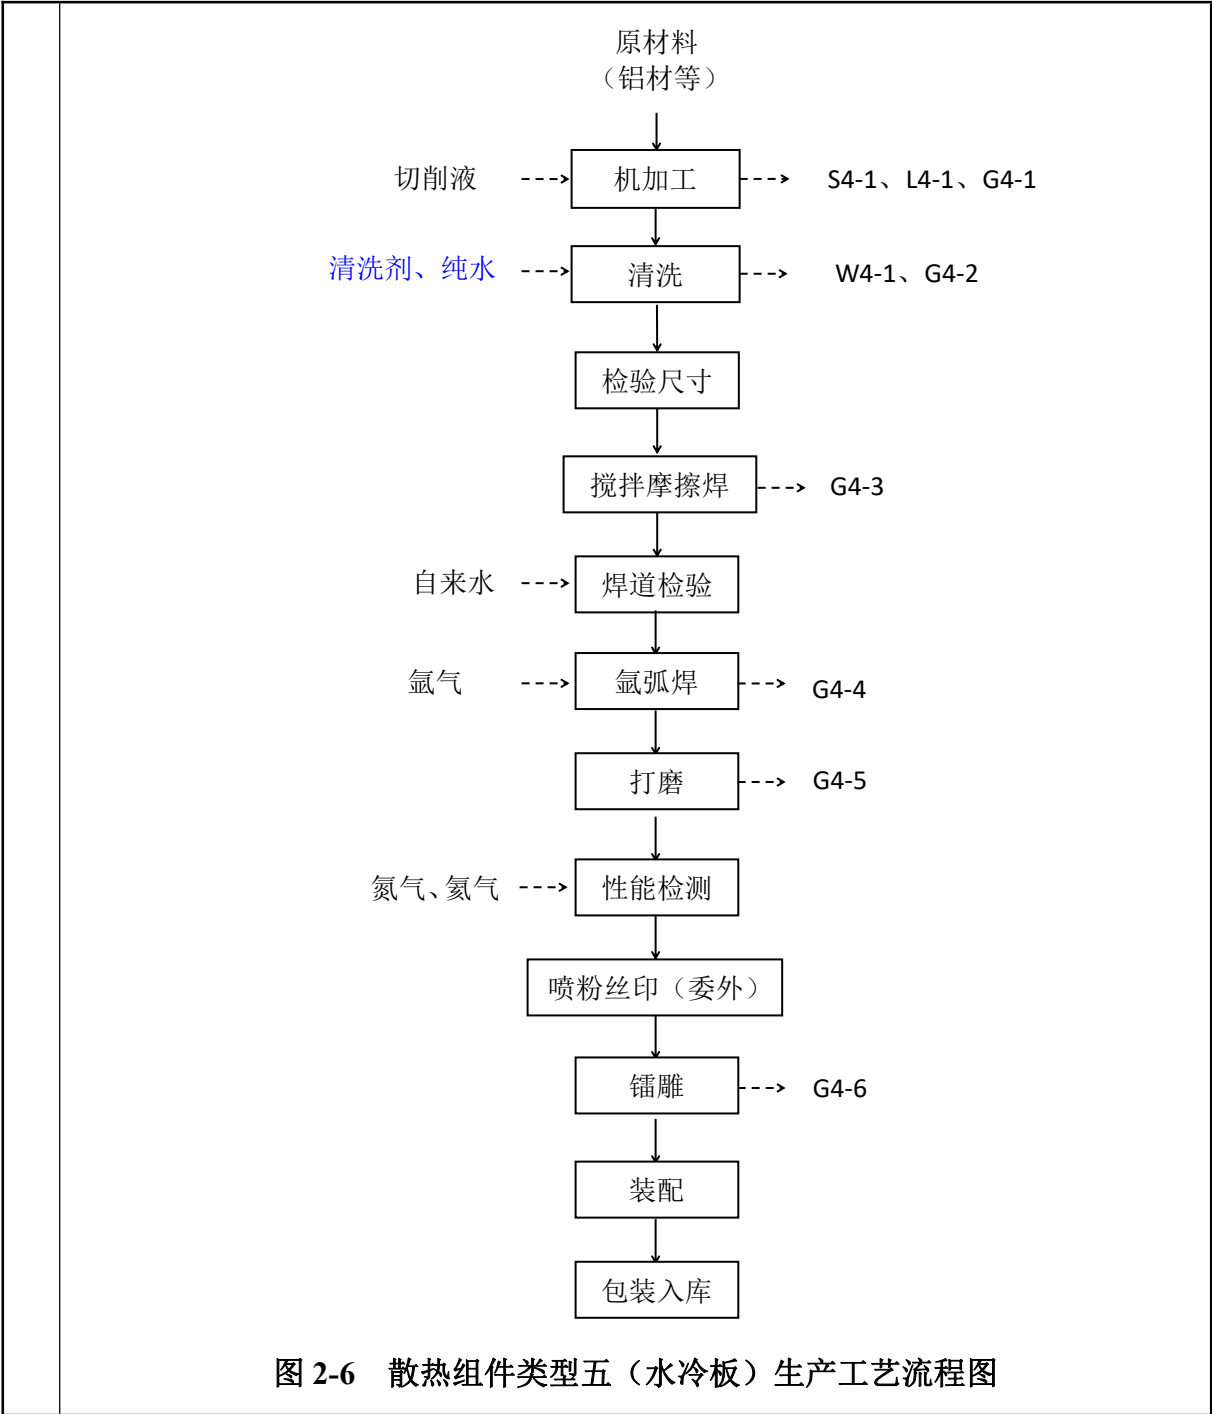 原材料
（铝材等）
切削液
机加工
S4-1、L4-1、G4-1
清洗剂、纯水
清洗
W4-1、G4-2
检验尺寸
搅拌摩擦焊
G4-3
自来水
焊道检验
氩气
氩弧焊
G4-4
打磨
G4-5
氮气、氦气
性能检测
喷粉丝印（委外）
镭雕
G4-6
装配
包装入库
图 2-6 散热组件类型五（水冷板）生产工艺流程图